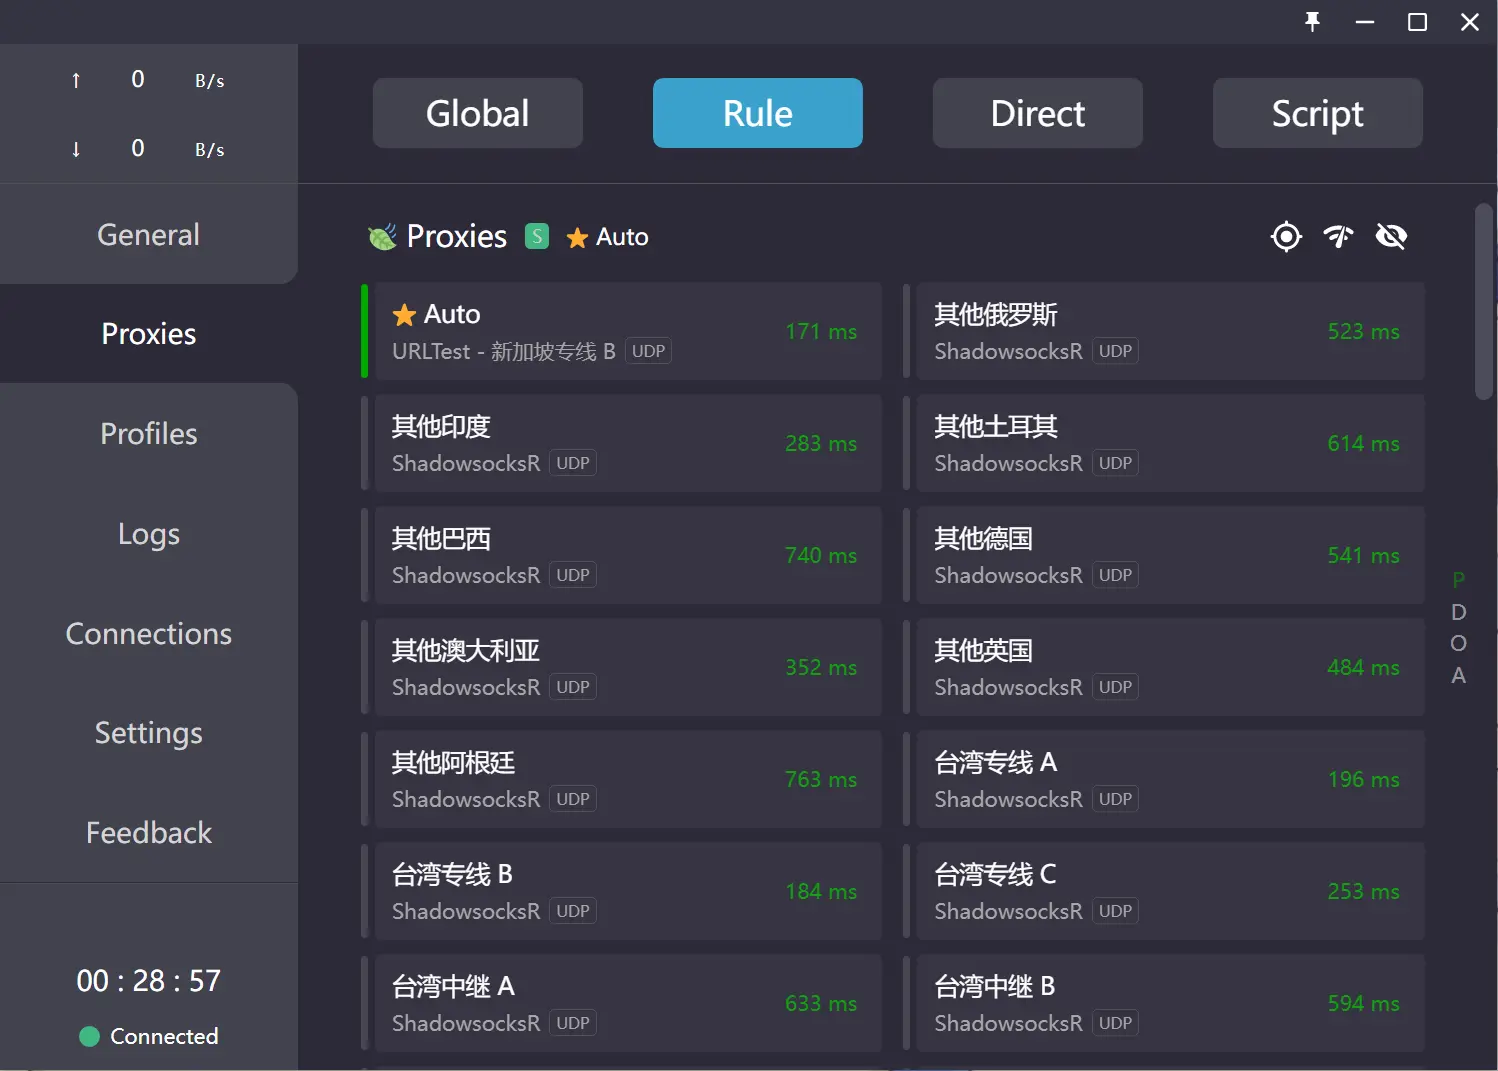 ↑ 0 B/s
↓ 0 B/s
General
Proxies
Profiles
Logs
Connections
Settings
Feedback
00 : 28 : 57
Connected
Global Rule Direct Script
Proxies S Auto
Auto
URLTest - 新加坡专线 B UDP
171 ms
其他俄罗斯
ShadowsocksR UDP
523 ms
其他印度
ShadowsocksR UDP
283 ms
其他土耳其
ShadowsocksR UDP
614 ms
其他巴西
ShadowsocksR UDP
740 ms
其他德国
ShadowsocksR UDP
541 ms
其他澳大利亚
ShadowsocksR UDP
352 ms
其他英国
ShadowsocksR UDP
484 ms
其他阿根廷
ShadowsocksR UDP
763 ms
台湾专线 A
ShadowsocksR UDP
196 ms
台湾专线 B
ShadowsocksR UDP
184 ms
台湾专线 C
ShadowsocksR UDP
253 ms
台湾中继 A
ShadowsocksR UDP
633 ms
台湾中继 B
ShadowsocksR UDP
594 ms
P
D
O
A